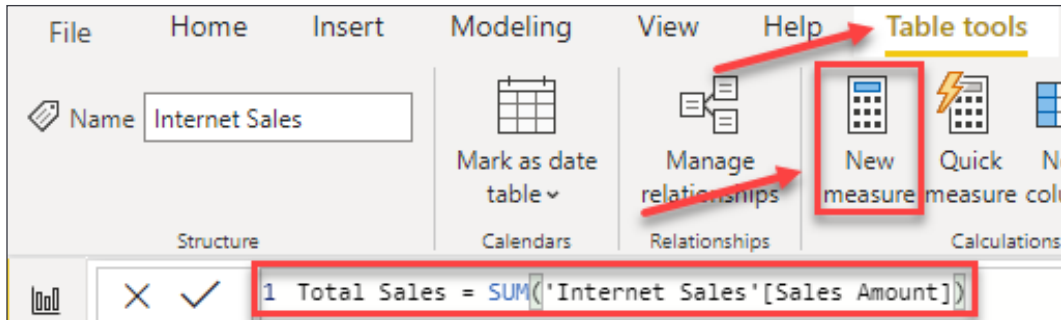 File Home Insert Modeling View Help Table tools
Name Internet Sales
Mark as date Manage New Quick
table relationships measure measure
Structure Calendars Relationships Calculations
1 Total Sales = SUM('Internet Sales'[Sales Amount])